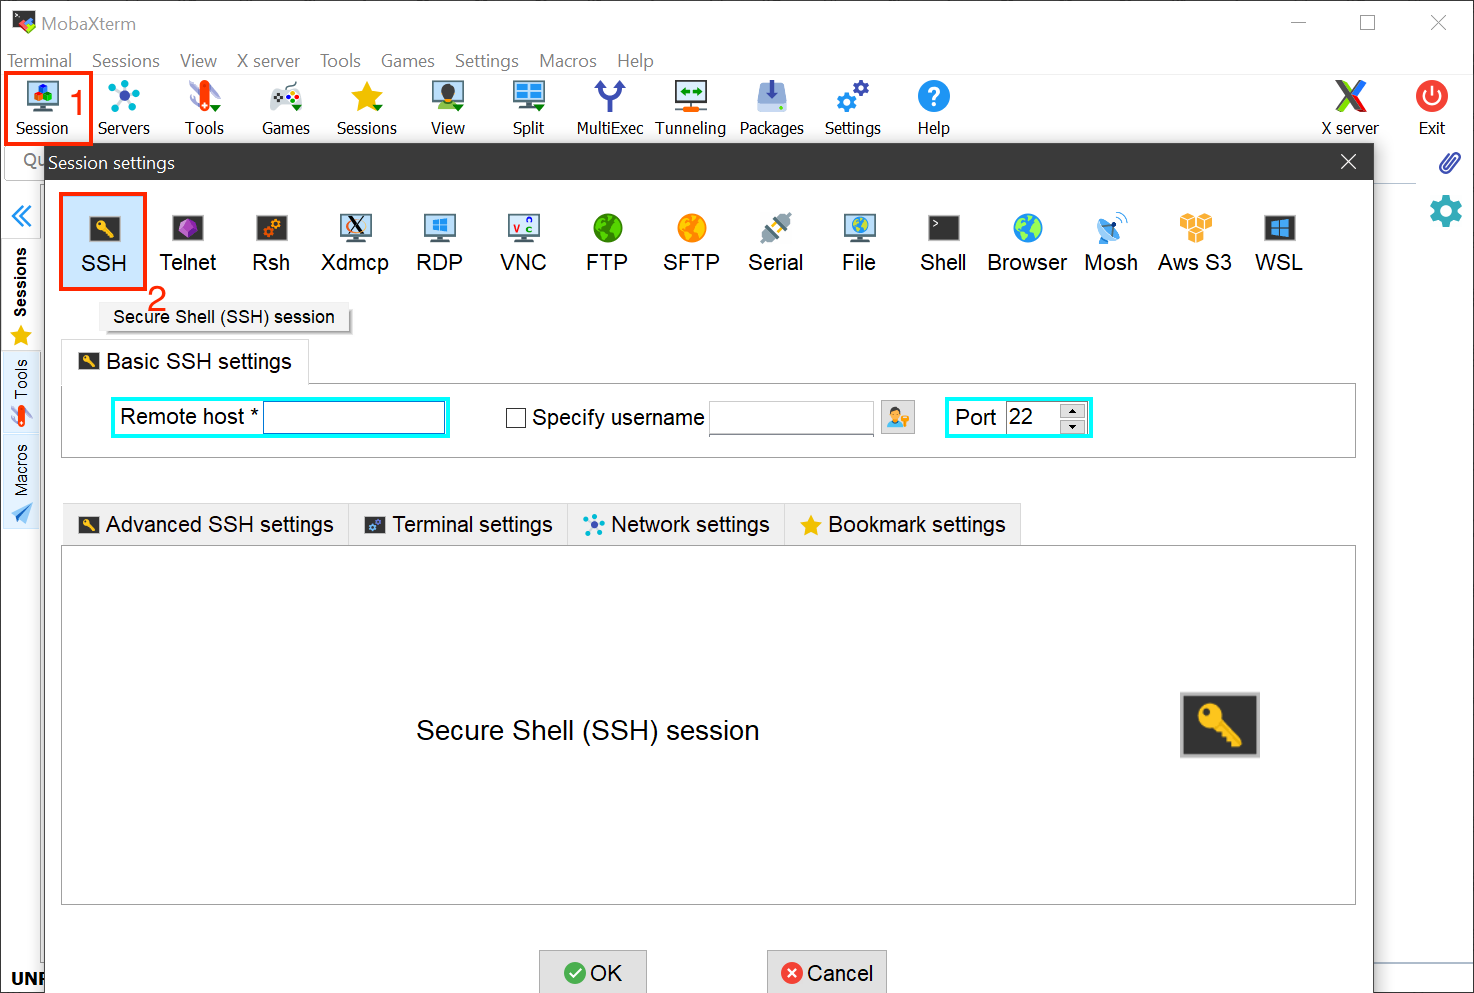 MobaXterm
Terminal Sessions View X server Tools Games Settings Macros Help
1
Session Servers Tools Games Sessions View Split MultiExec Tunneling Packages Settings Help X server Exit
Qu
Session settings
SSH Telnet Rsh Xdmcp RDP VNC FTP SFTP Serial File Shell Browser Mosh Aws S3 WSL
2
Secure Shell (SSH) session
Sessions
Tools
Macros
Basic SSH settings
Remote host * Specify username Port 22
Advanced SSH settings Terminal settings Network settings Bookmark settings
Secure Shell (SSH) session
OK Cancel